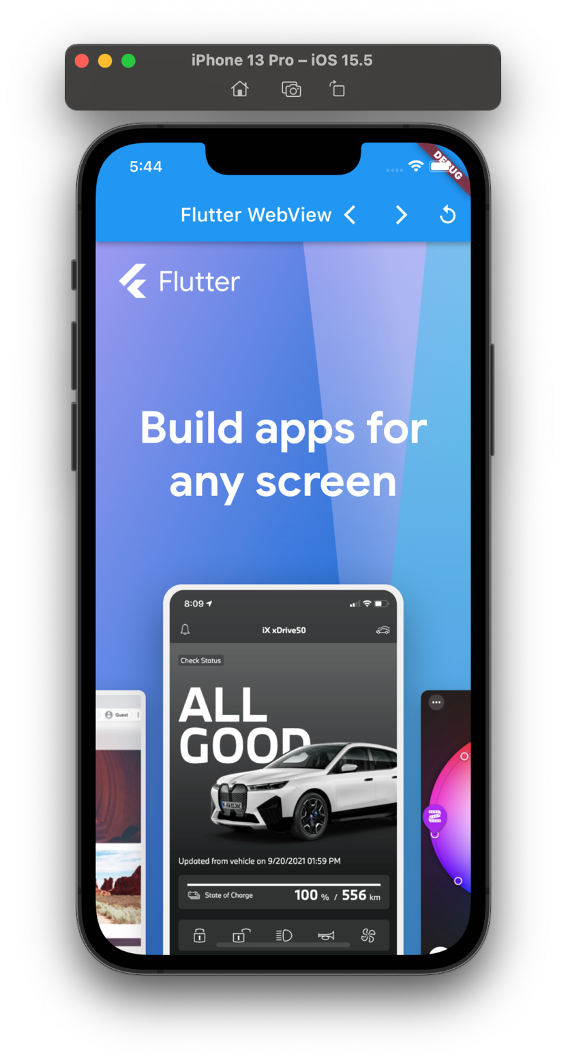 iPhone 13 Pro – iOS 15.5
5:44
DEBUG
Flutter WebView
Flutter
Build apps for
any screen
8:09
iX xDrive50
Check Status
ALL
GOOD
Guest
Updated from vehicle on 9/20/2021 01:59 PM
State of Charge 100 % / 556 km